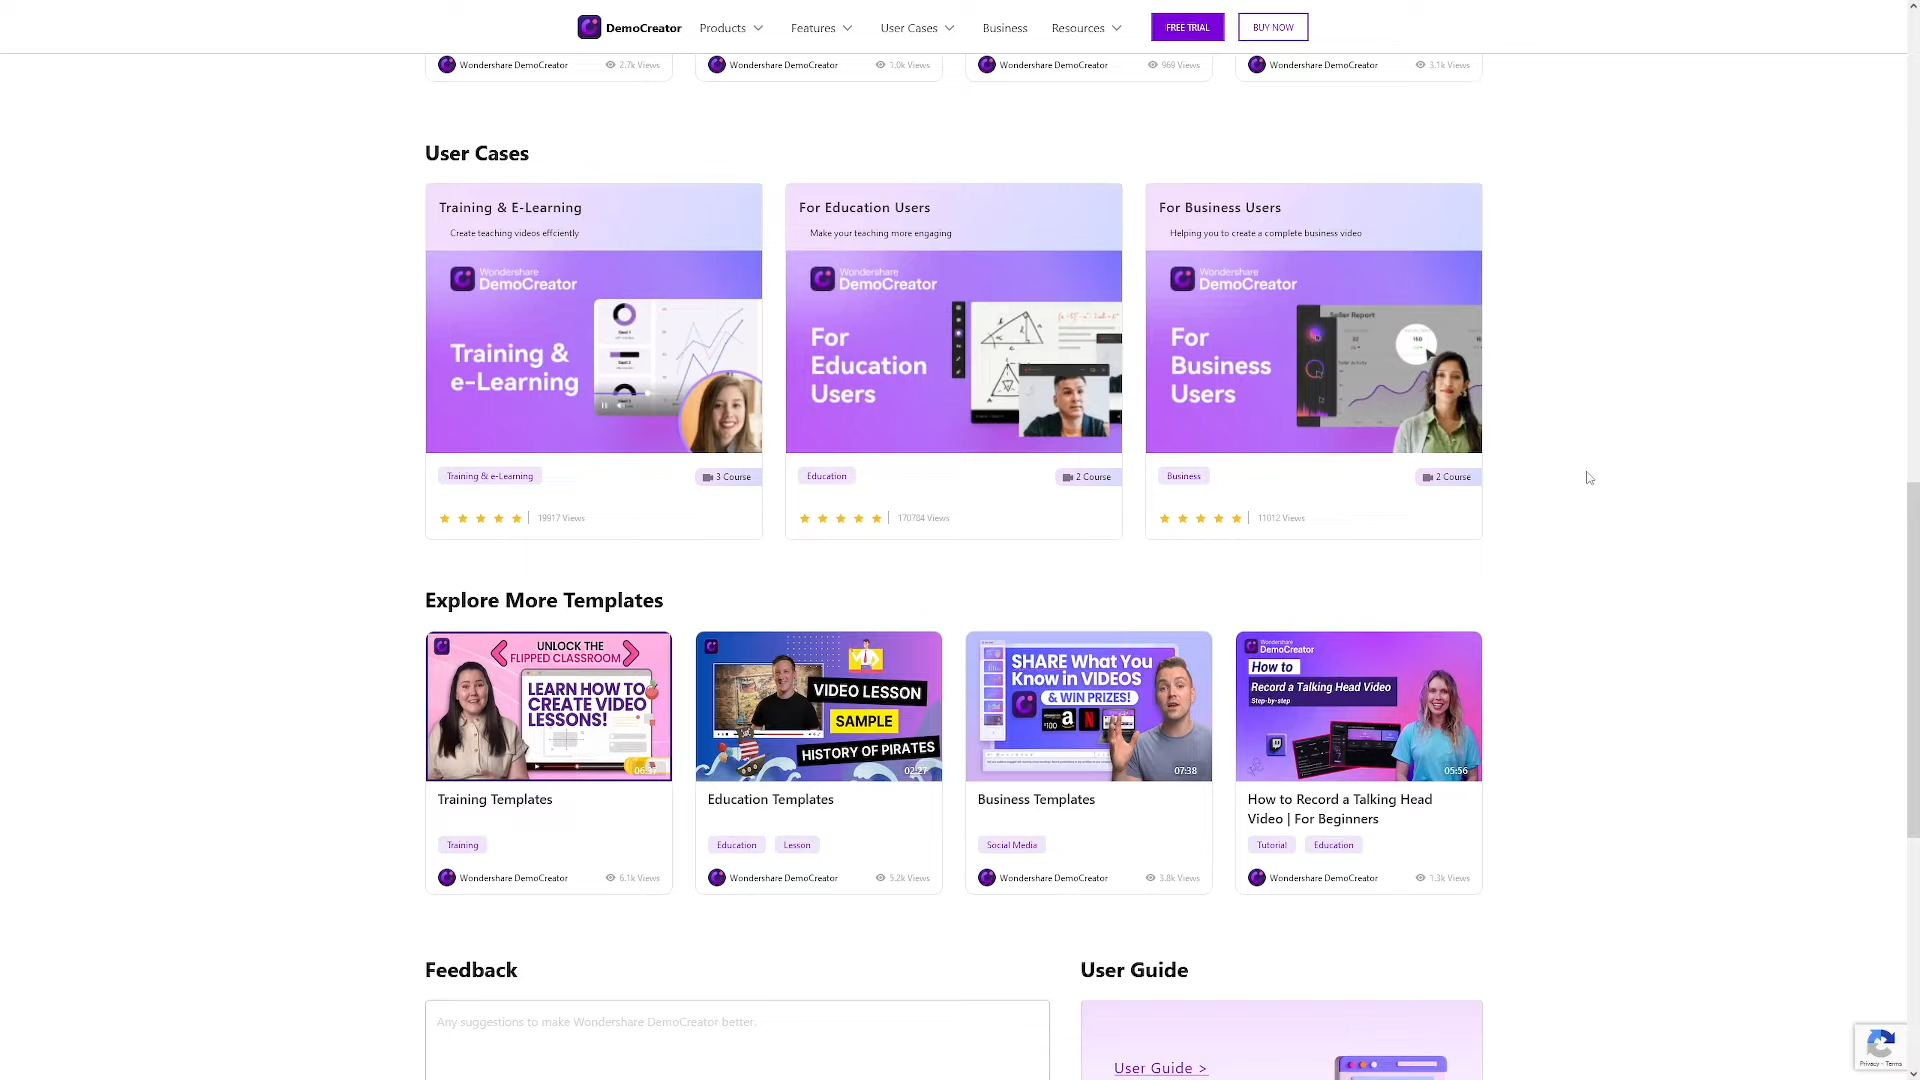 DemoCreator Products Features User Cases Business Resources FREE TRIAL BUY NOW
Wondershare DemoCreator 2.7k Views
Wondershare DemoCreator 1.0k Views
Wondershare DemoCreator 969 Views
Wondershare DemoCreator 3.1k Views
User Cases
Training & E-Learning
Create teaching videos effciently
Wondershare
DemoCreator
Training &
e-Learning
Training & e-Learning
3 Course
19917 Views
For Education Users
Make your teaching more engaging
Wondershare
DemoCreator
For
Education
Users
Education
2 Course
170784 Views
For Business Users
Helping you to create a complete business video
Wondershare
DemoCreator
For
Business
Users
Seller Report
150
Business
2 Course
11012 Views
Explore More Templates
UNLOCK THE
FLIPPED CLASSROOM
LEARN HOW TO
CREATE VIDEO
LESSONS!
06:37
Training Templates
Training
Wondershare DemoCreator 6.1k Views
VIDEO LESSON
SAMPLE
HISTORY OF PIRATES
02:27
Education Templates
Education Lesson
Wondershare DemoCreator 5.2k Views
SHARE What You
Know in VIDEOS
& WIN PRIZES!
$100
07:38
Business Templates
Social Media
Wondershare DemoCreator 3.8k Views
Wondershare
DemoCreator
How to
Record a Talking Head Video
Step-by-step
05:56
How to Record a Talking Head
Video | For Beginners
Tutorial Education
Wondershare DemoCreator 1.3k Views
Feedback
Any suggestions to make Wondershare DemoCreator better.
User Guide
User Guide >
Privacy - Terms